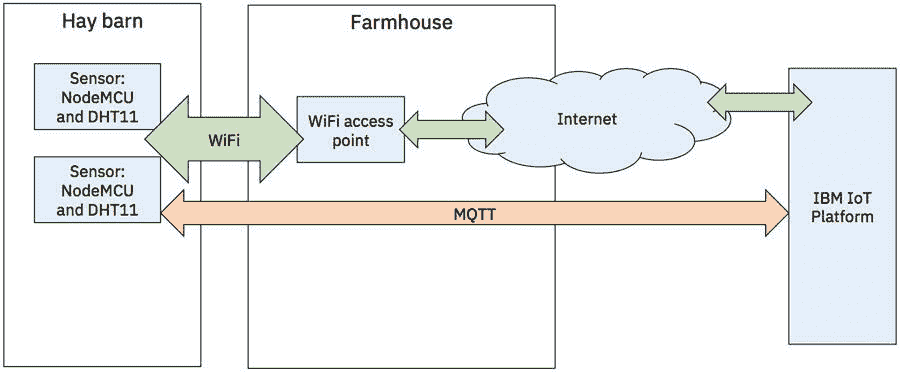 Hay barn
Farmhouse
Sensor:
NodeMCU
and DHT11
Sensor:
NodeMCU
and DHT11
WiFi
WiFi access
point
Internet
MQTT
IBM IoT
Platform